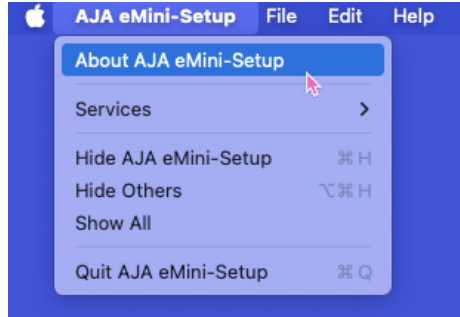 AJA eMini-Setup File Edit Help
About AJA eMini-Setup
Services
Hide AJA eMini-Setup ⌘ H
Hide Others ⌥⌘ H
Show All
Quit AJA eMini-Setup ⌘ Q